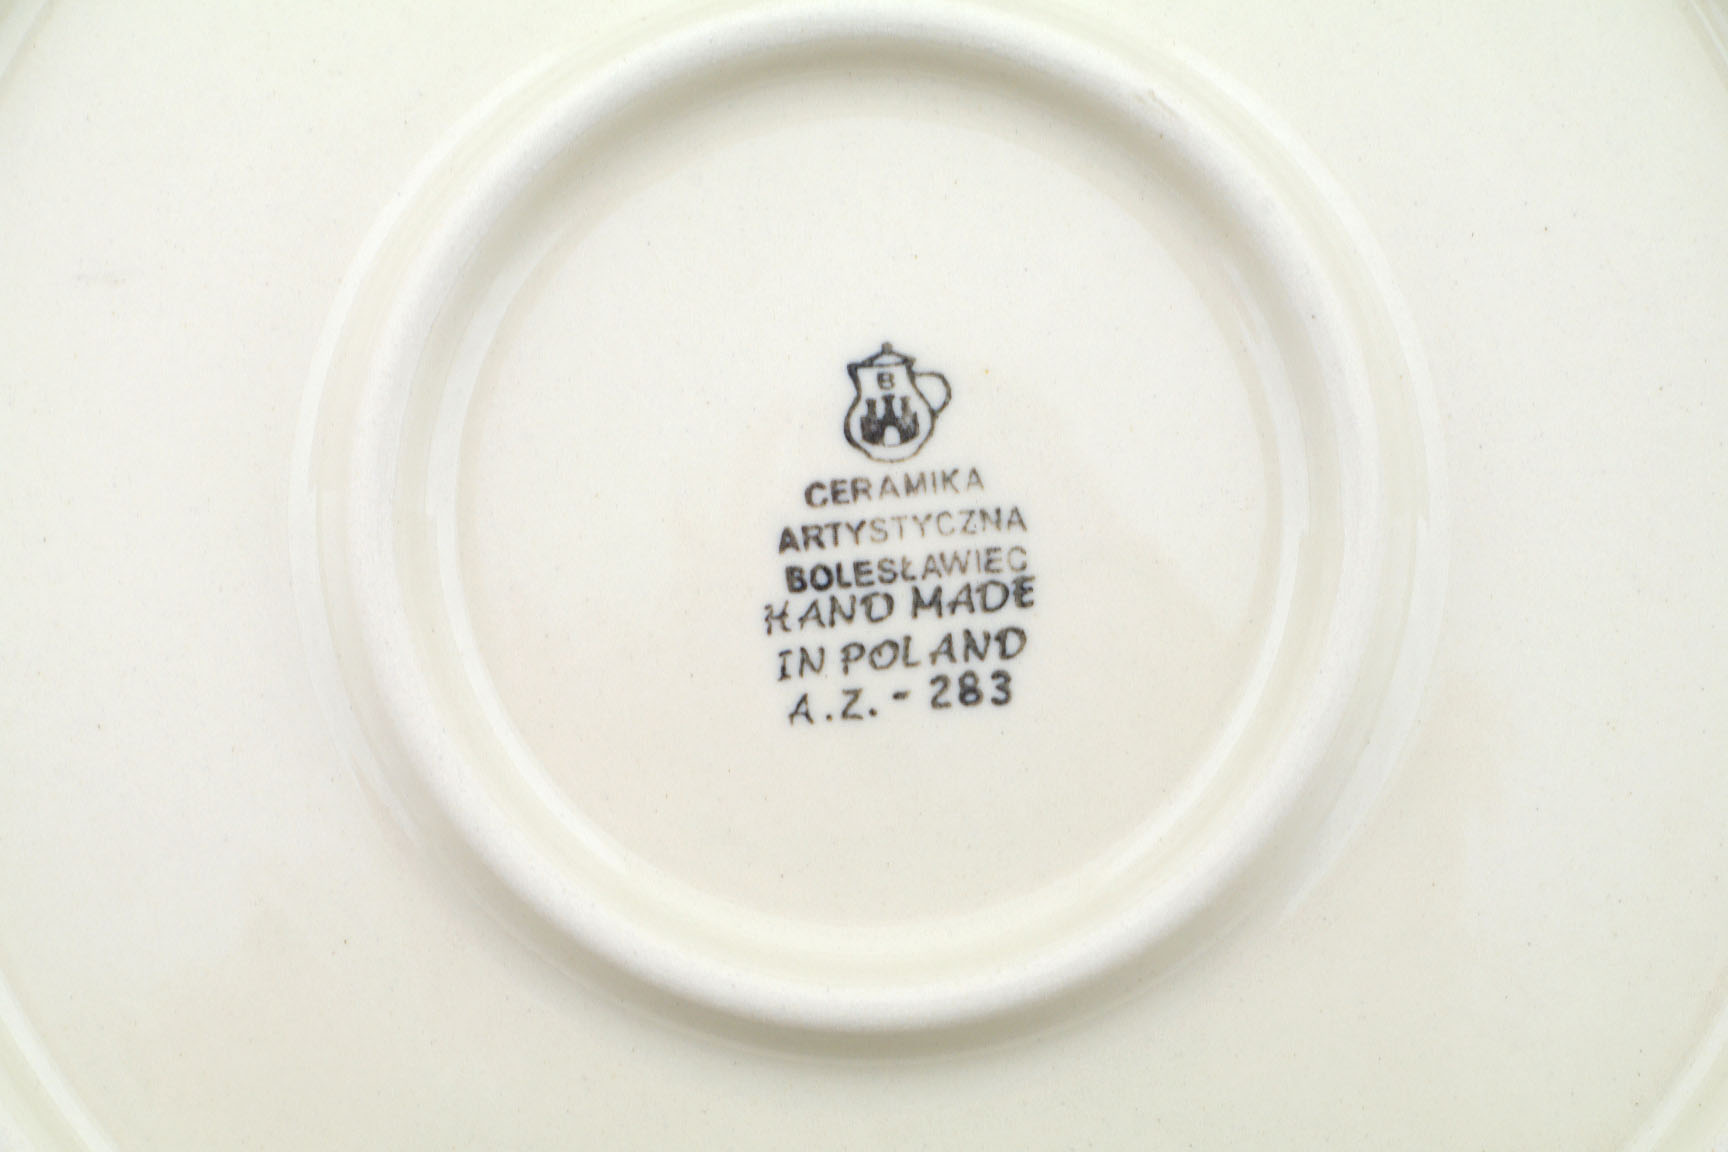 B
CERAMIKA
ARTYSTYCZNA
BOLESŁAWIEC
HAND MADE
IN POLAND
A.Z. - 283